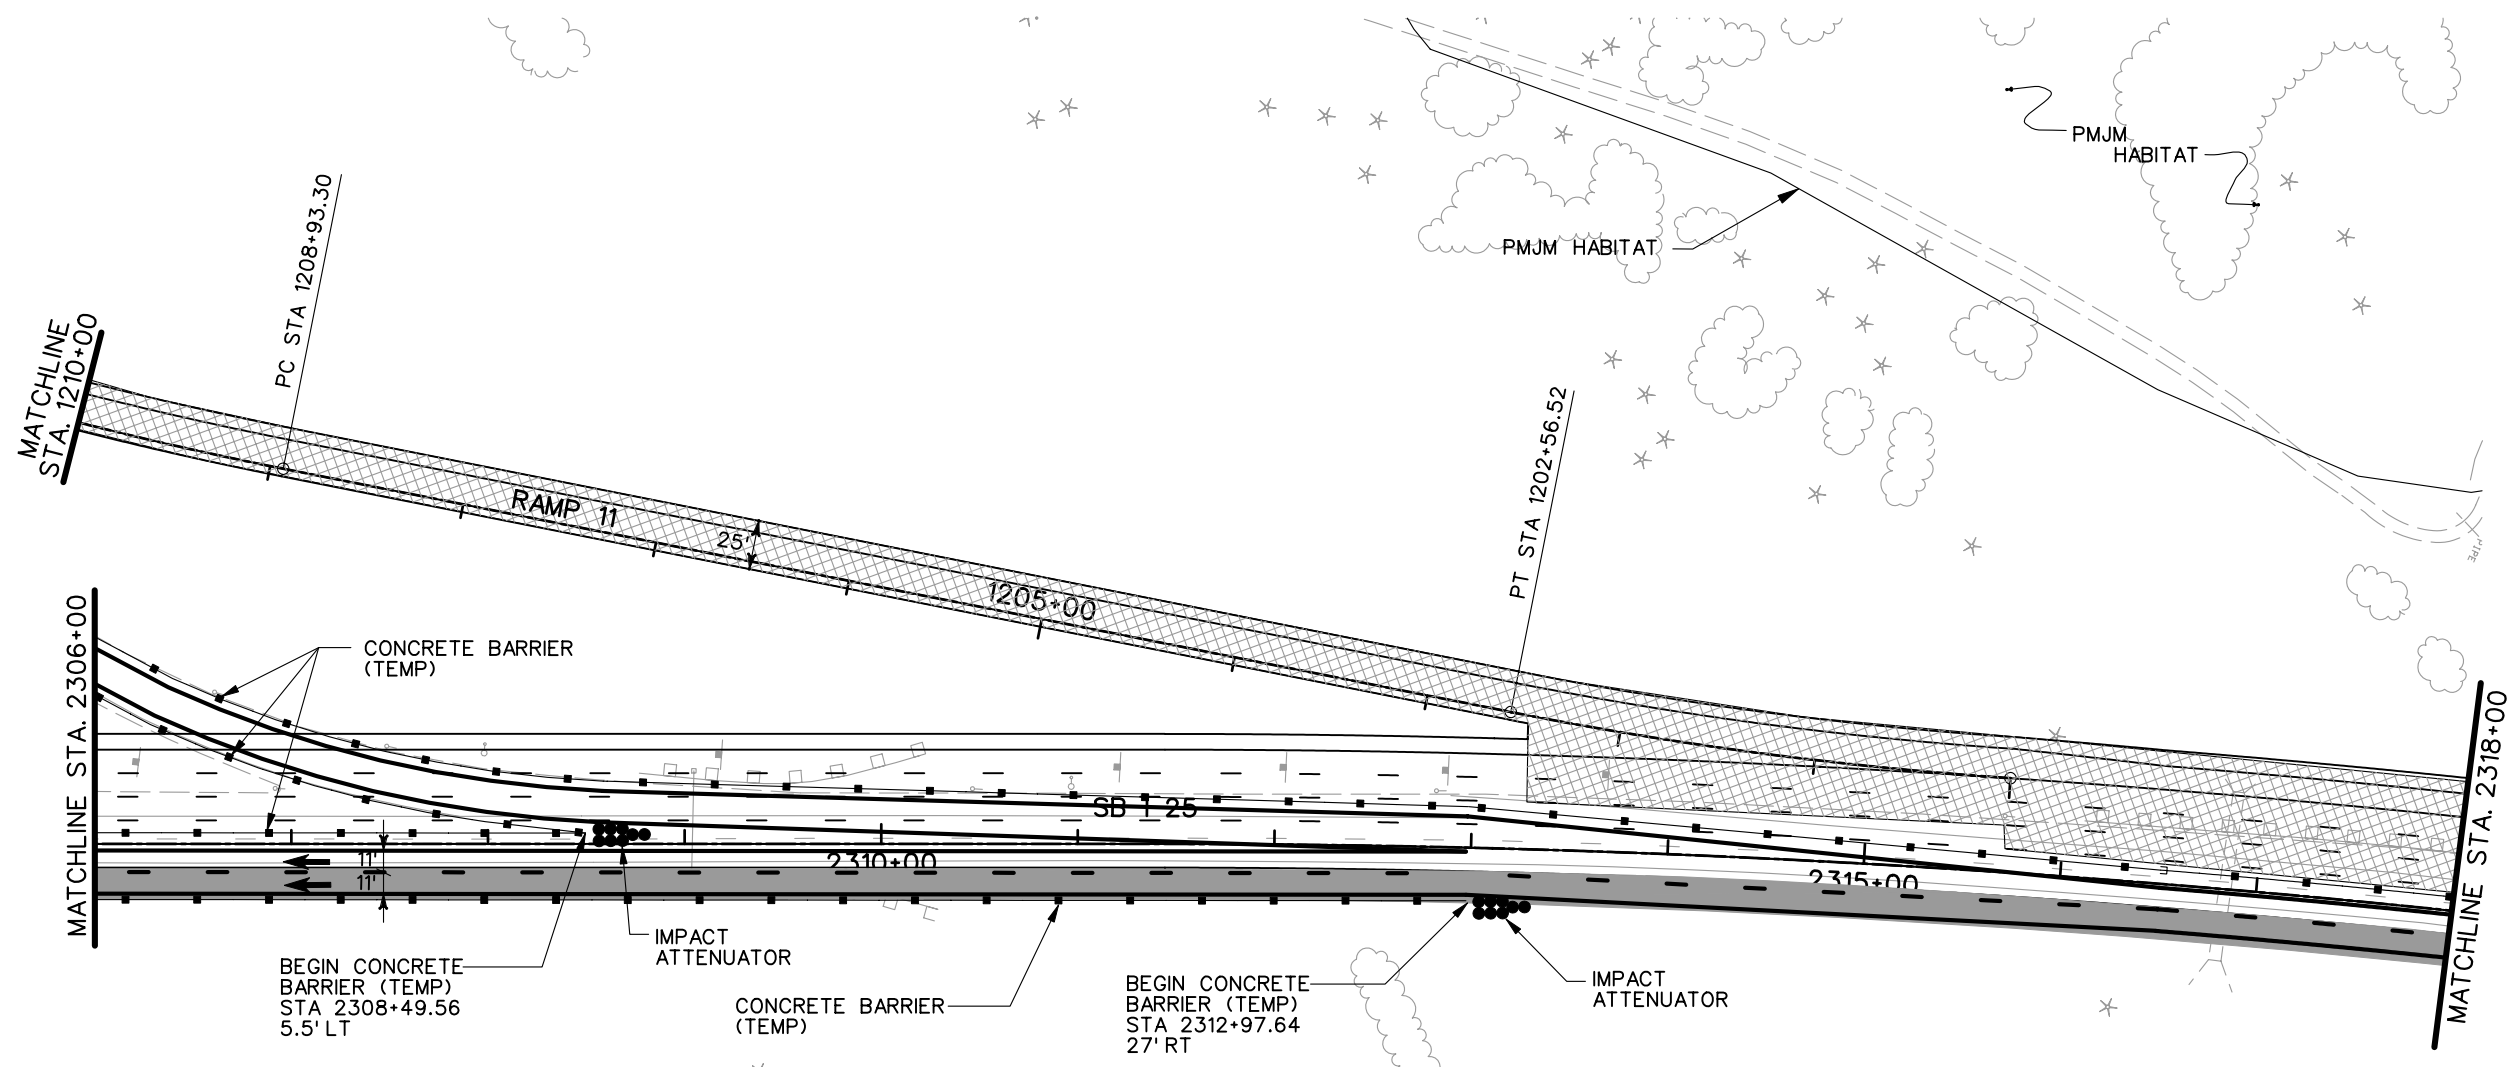 PMJM
HABITAT
PMJM HABITAT
PC STA 1208+93.30
MATCHLINE
STA. 1210+00
RAMP 11
25'
1205+00
PT STA 1202+56.52
PIPE
MATCHLINE STA. 2306+00
CONCRETE BARRIER
(TEMP)
SB I-25
11'
11'
2310+00
2315+00
MATCHLINE STA. 2318+00
IMPACT
ATTENUATOR
BEGIN CONCRETE
BARRIER (TEMP)
STA 2308+49.56
5.5' LT
CONCRETE BARRIER
(TEMP)
BEGIN CONCRETE
BARRIER (TEMP)
STA 2312+97.64
27' RT
IMPACT
ATTENUATOR